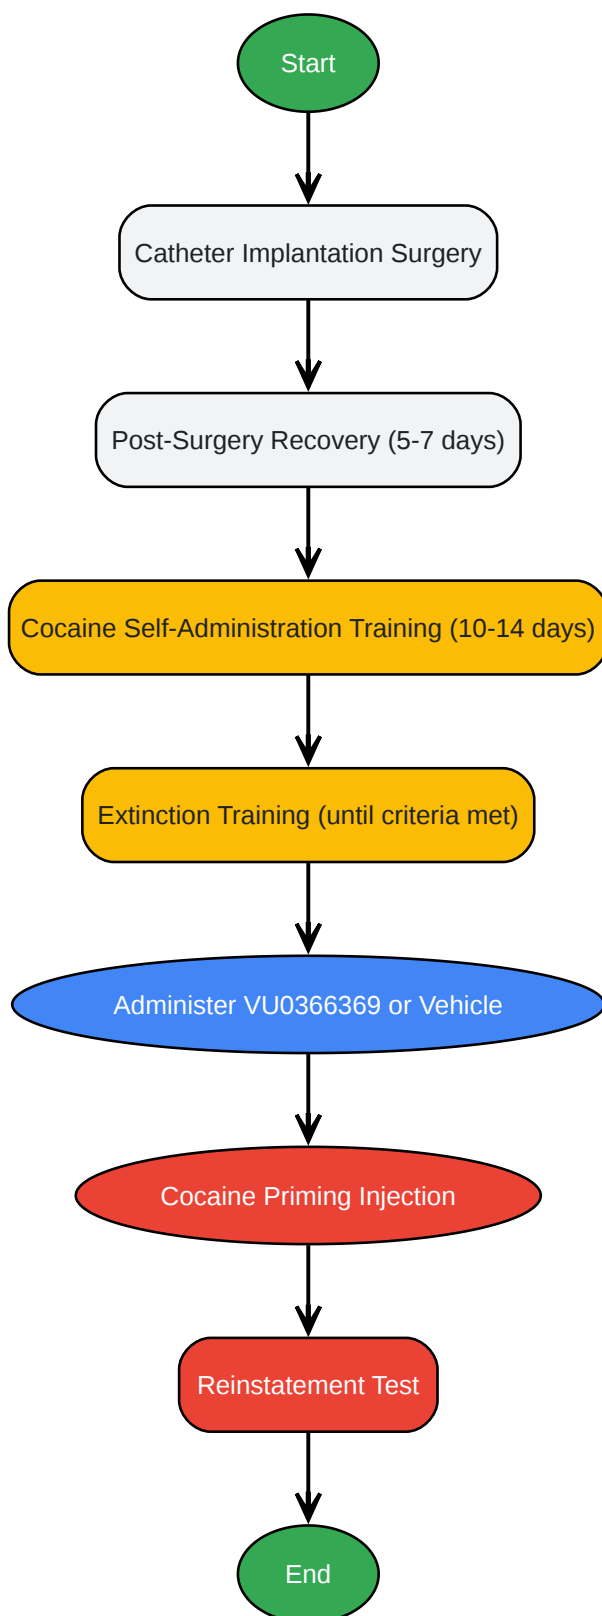 Start
Catheter Implantation Surgery
Post-Surgery Recovery (5-7 days)
Cocaine Self-Administration Training (10-14 days)
Extinction Training (until criteria met)
Administer VU0366369 or Vehicle
Cocaine Priming Injection
Reinstatement Test
End